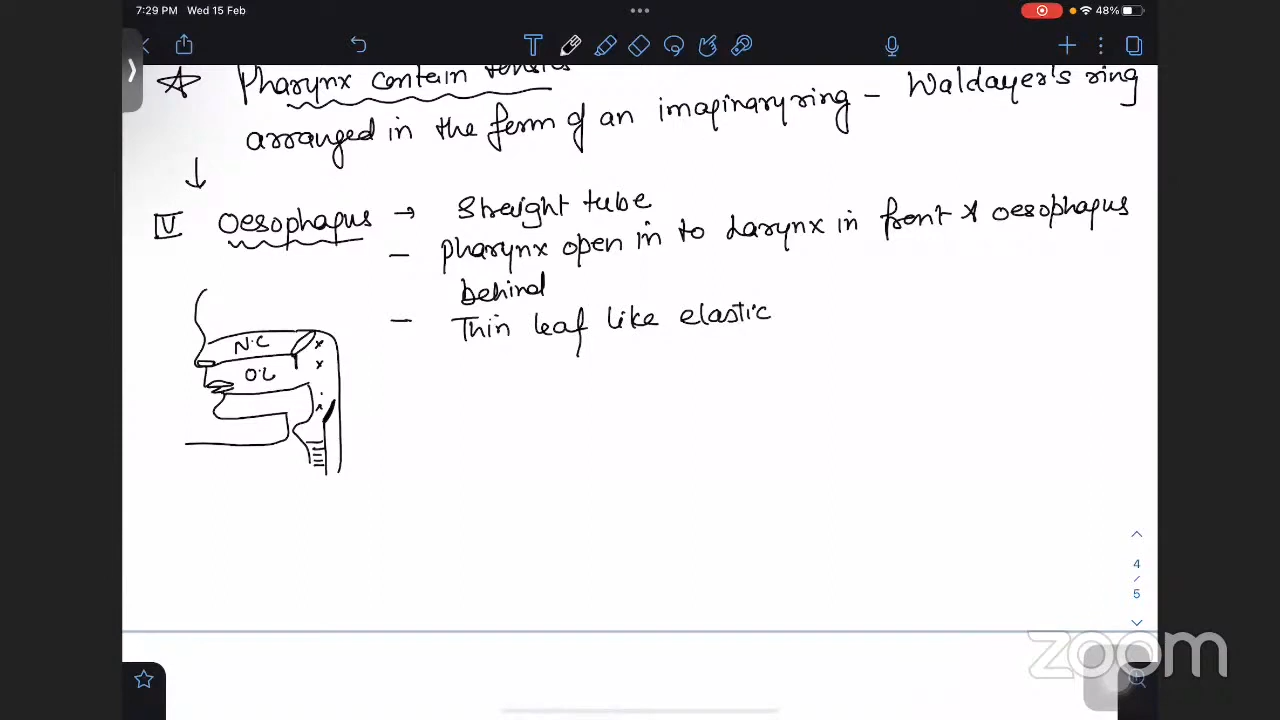 7:29 PM Wed 15 Feb
48%
Pharynx contain tonsils
arranged in the form of an imaginary ring – Waldayer's ring
IV Oesophagus → Streight tube
– Pharynx open in to Larynx in front & oesophagus
behind
– Thin leaf like elastic
N.C
O.C
4
/
5
zoom